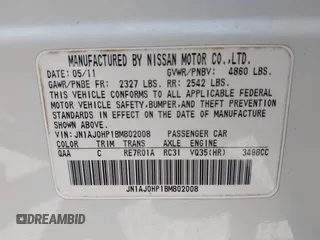 MANUFACTURED BY NISSAN MOTOR CO.,LTD.
DATE: 05/11 GVWR/PNBV: 4860 LBS.
GAWR/PNBE FR: 2327 LBS. RR: 2542 LBS.
THIS VEHICLE CONFORMS TO ALL APPLICABLE FEDERAL
MOTOR VEHICLE SAFETY,BUMPER,AND THEFT PREVENTION
STANDARDS IN EFFECT ON THE DATE OF MANUFACTURE
SHOWN ABOVE.
VIN:JN1AJ0HP1BM802008 PASSENGER CAR
COLOR TRIM TRANS AXLE ENGINE
QAA C RE7R01A RC31 VQ35(HR) 3498CC
JN1AJ0HP1BM802008
©DREAMBID